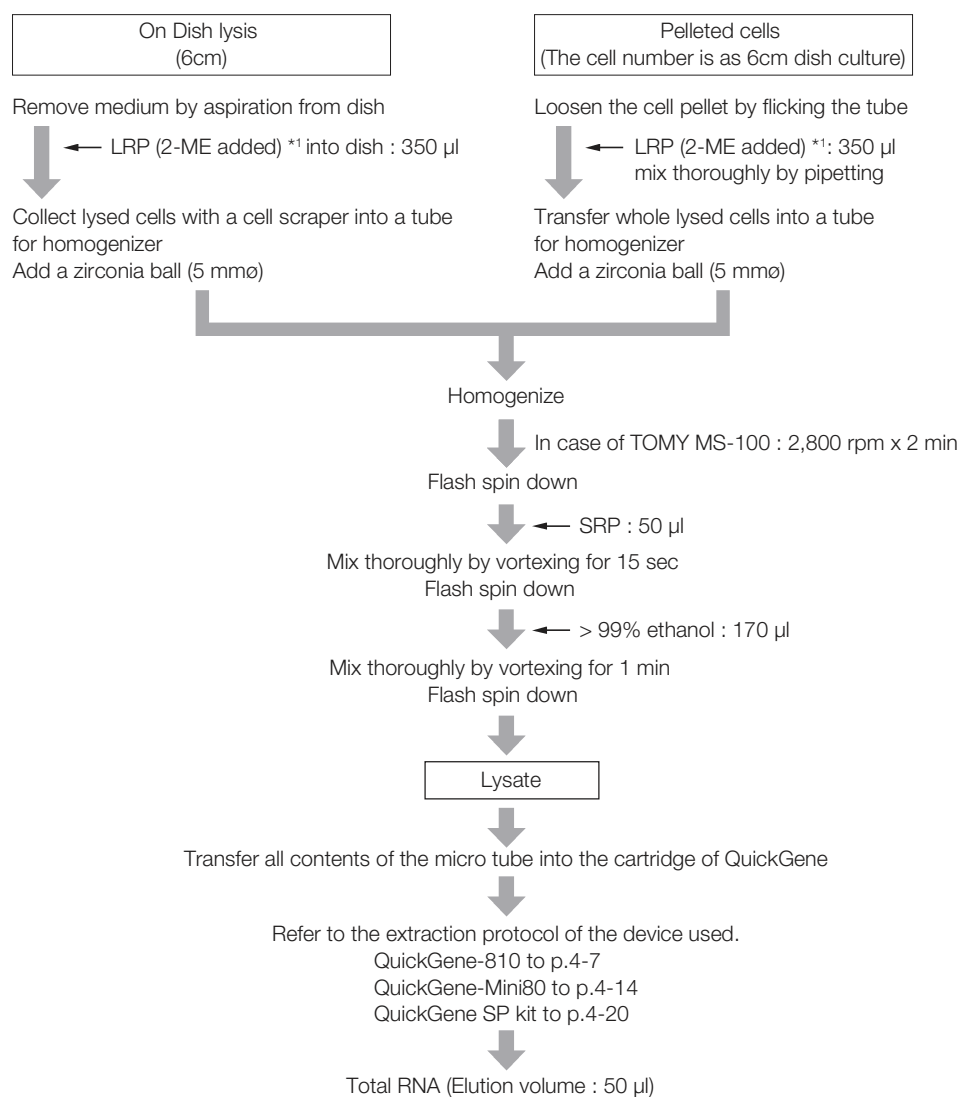 On Dish lysis
(6cm)
Remove medium by aspiration from dish
LRP (2-ME added) *1 into dish : 350 µl
Collect lysed cells with a cell scraper into a tube
for homogenizer
Add a zirconia ball (5 mmø)
Pelleted cells
(The cell number is as 6cm dish culture)
Loosen the cell pellet by flicking the tube
LRP (2-ME added) *1: 350 µl
mix thoroughly by pipetting
Transfer whole lysed cells into a tube
for homogenizer
Add a zirconia ball (5 mmø)
Homogenize
In case of TOMY MS-100 : 2,800 rpm x 2 min
Flash spin down
SRP : 50 µl
Mix thoroughly by vortexing for 15 sec
Flash spin down
> 99% ethanol : 170 µl
Mix thoroughly by vortexing for 1 min
Flash spin down
Lysate
Transfer all contents of the micro tube into the cartridge of QuickGene
Refer to the extraction protocol of the device used.
QuickGene-810 to p.4-7
QuickGene-Mini80 to p.4-14
QuickGene SP kit to p.4-20
Total RNA (Elution volume : 50 µl)